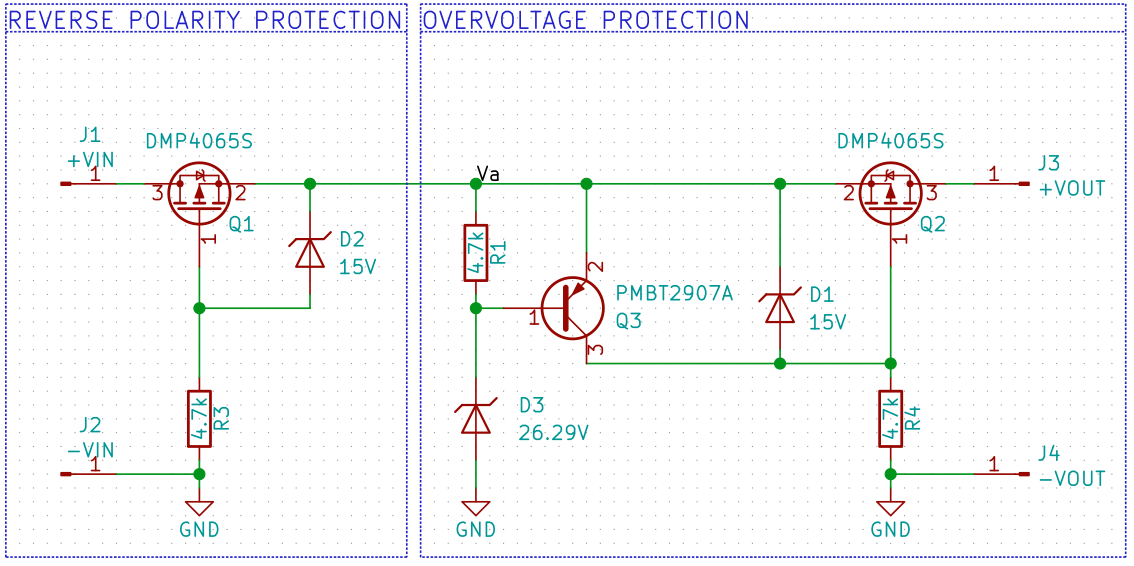 REVERSE POLARITY PROTECTION
OVERVOLTAGE PROTECTION
J1
+VIN
1
DMP4065S
3
2
Q1
1
D2
15V
Va
4.7k
R1
2
PMBT2907A
Q3
1
3
D1
15V
DMP4065S
2
3
Q2
1
J3
+VOUT
1
J2
-VIN
1
4.7k
R3
GND
D3
26.29V
GND
4.7k
R4
GND
J4
-VOUT
1